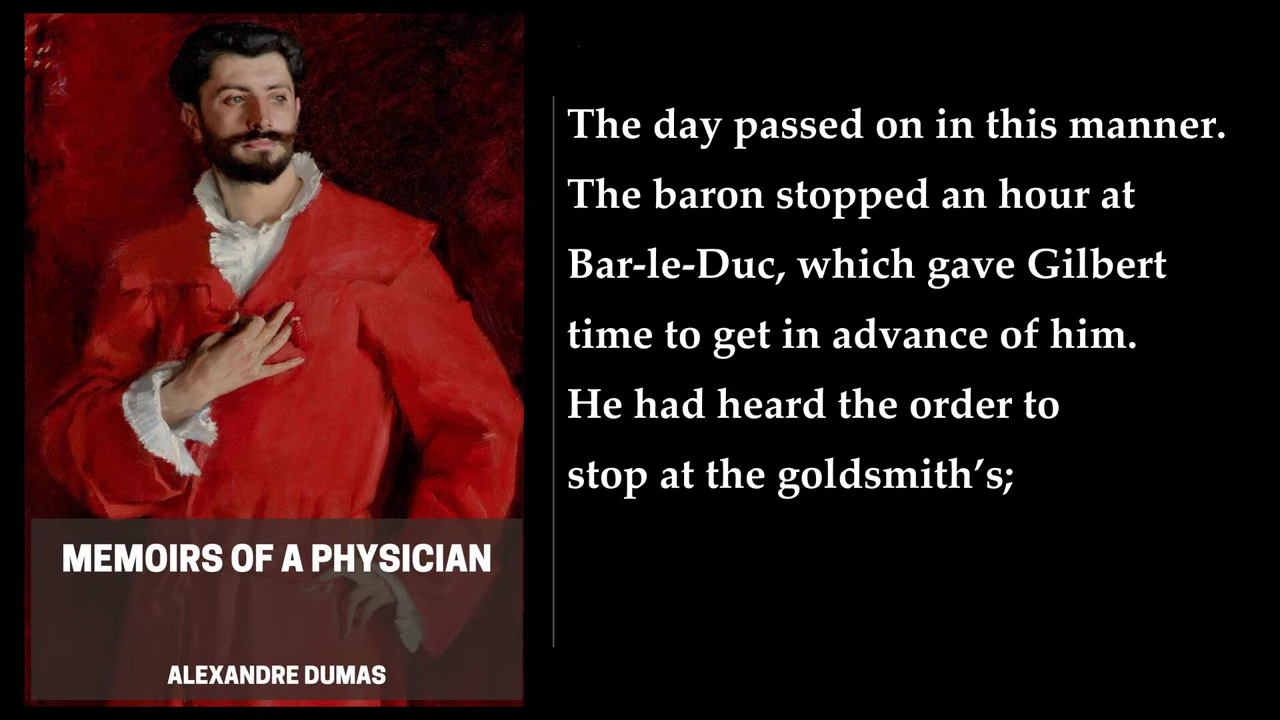 The day passed on in this manner.
The baron stopped an hour at
Bar-le-Duc, which gave Gilbert
time to get in advance of him.
He had heard the order to
stop at the goldsmith’s;
MEMOIRS OF A PHYSICIAN
ALEXANDRE DUMAS